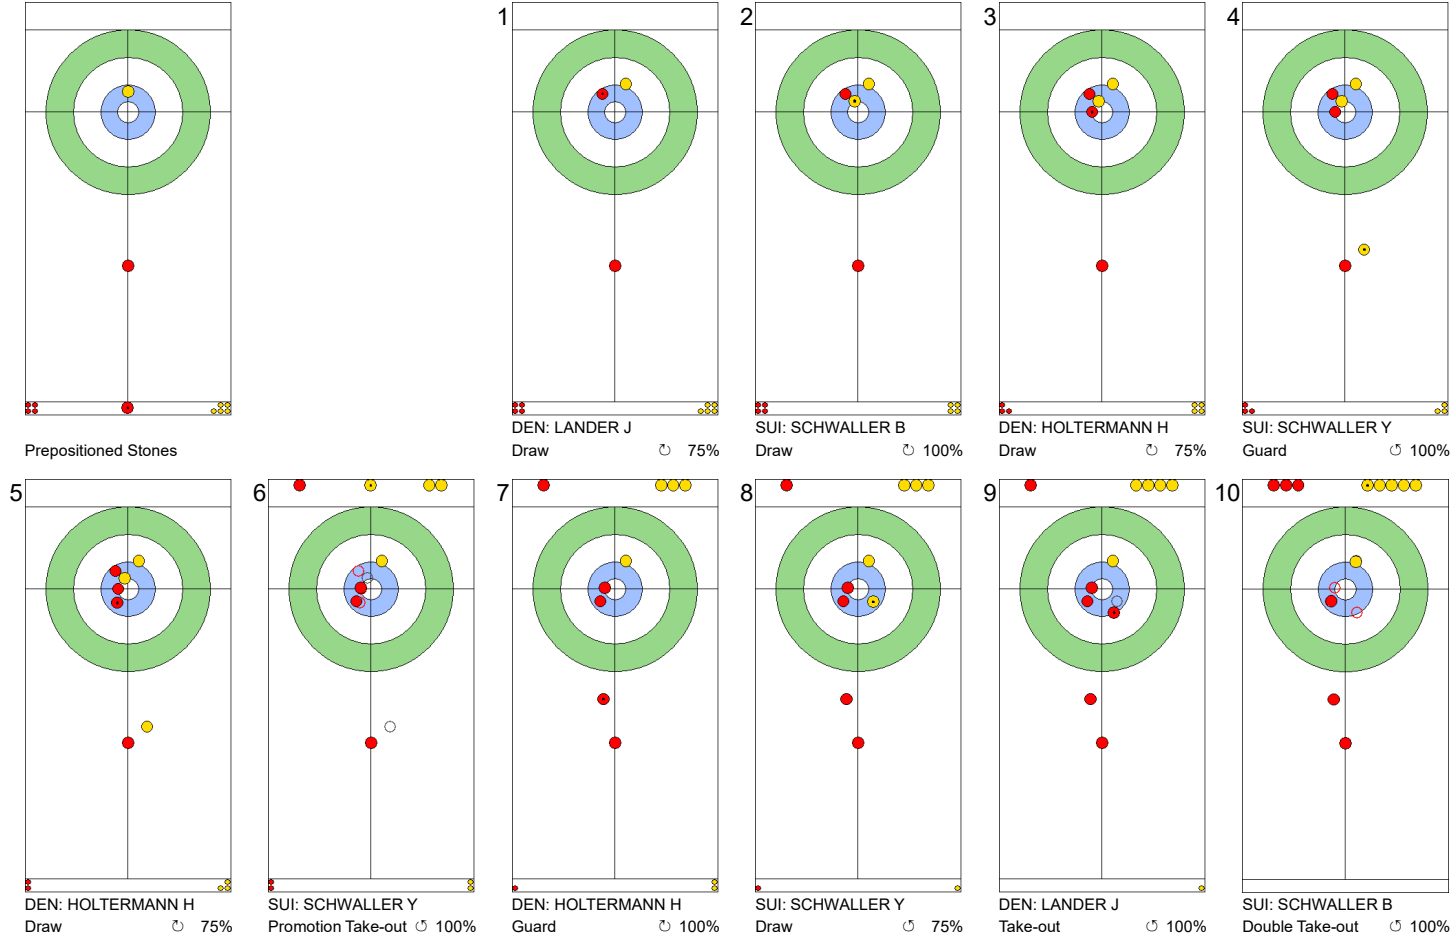 1
2
3
4
Prepositioned Stones
DEN: LANDER J
Draw ↻ 75%
SUI: SCHWALLER B
Draw ↻ 100%
DEN: HOLTERMANN H
Draw ↻ 75%
SUI: SCHWALLER Y
Guard ↺ 100%
5
6
7
8
9
10
DEN: HOLTERMANN H
Draw ↻ 75%
SUI: SCHWALLER Y
Promotion Take-out ↺ 100%
DEN: HOLTERMANN H
Guard ↻ 100%
SUI: SCHWALLER Y
Draw ↺ 75%
DEN: LANDER J
Take-out ↺ 100%
SUI: SCHWALLER B
Double Take-out ↺ 100%